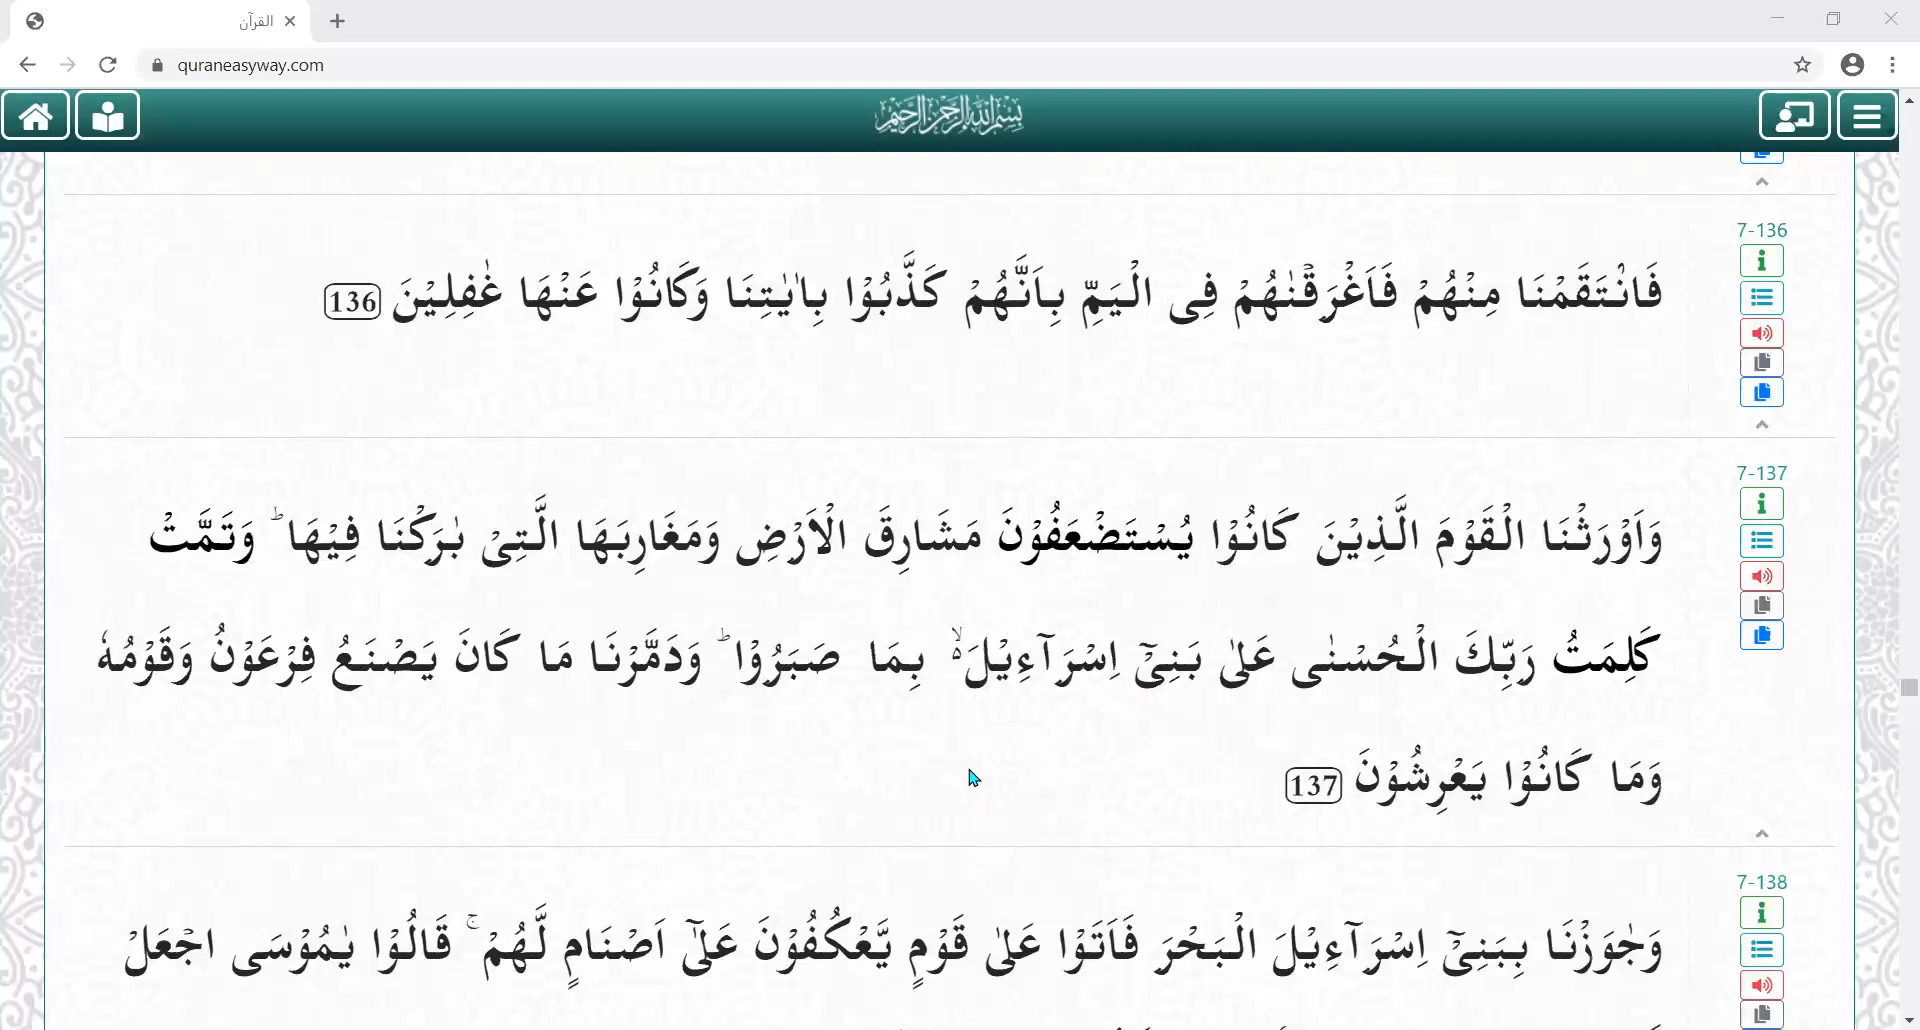 القرآن
quraneasyway.com
بسم الله الرحمن الرحيم
7-136
فَانْتَقَمْنَا مِنْهُمْ فَاَغْرَقْنٰهُمْ فِى الْيَمِّ بِاَنَّهُمْ كَذَّبُوْا بِاٰيٰتِنَا وَكَانُوْا عَنْهَا غٰفِلِيْنَ 136
7-137
وَاَوْرَثْنَا الْقَوْمَ الَّذِيْنَ كَانُوْا يُسْتَضْعَفُوْنَ مَشَارِقَ الْاَرْضِ وَمَغَارِبَهَا الَّتِىْ بٰرَكْنَا فِيْهَا ؕ وَتَمَّتْ
كَلِمَتُ رَبِّكَ الْحُسْنٰى عَلٰى بَنِىْۤ اِسْرَآءِيْلَ ۙ بِمَا صَبَرُوْا ؕ وَدَمَّرْنَا مَا كَانَ يَصْنَعُ فِرْعَوْنُ وَقَوْمُهٗ
وَمَا كَانُوْا يَعْرِشُوْنَ 137
7-138
وَجٰوَزْنَا بِبَنِىْۤ اِسْرَآءِيْلَ الْبَحْرَ فَاَتَوْا عَلٰى قَوْمٍ يَّعْكُفُوْنَ عَلٰٓى اَصْنَامٍ لَّهُمْ ۚ قَالُوْا يٰمُوْسَى اجْعَلْ